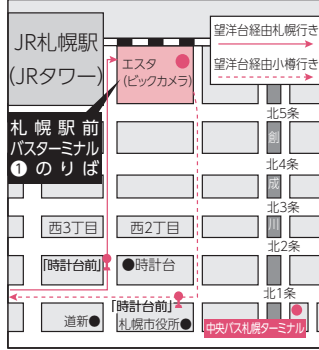 JR札幌駅
(JRタワー)
エスタ
(ビックカメラ)
望洋台経由札幌行き
望洋台経由小樽行き
札幌駅前
バスターミナル
❶のりば
北5条
創
北4条
成
北3条
川
西3丁目
西2丁目
北2条
「時計台前」
●時計台
北1条
「時計台前」
道新●
札幌市役所●
中央バス札幌ターミナル